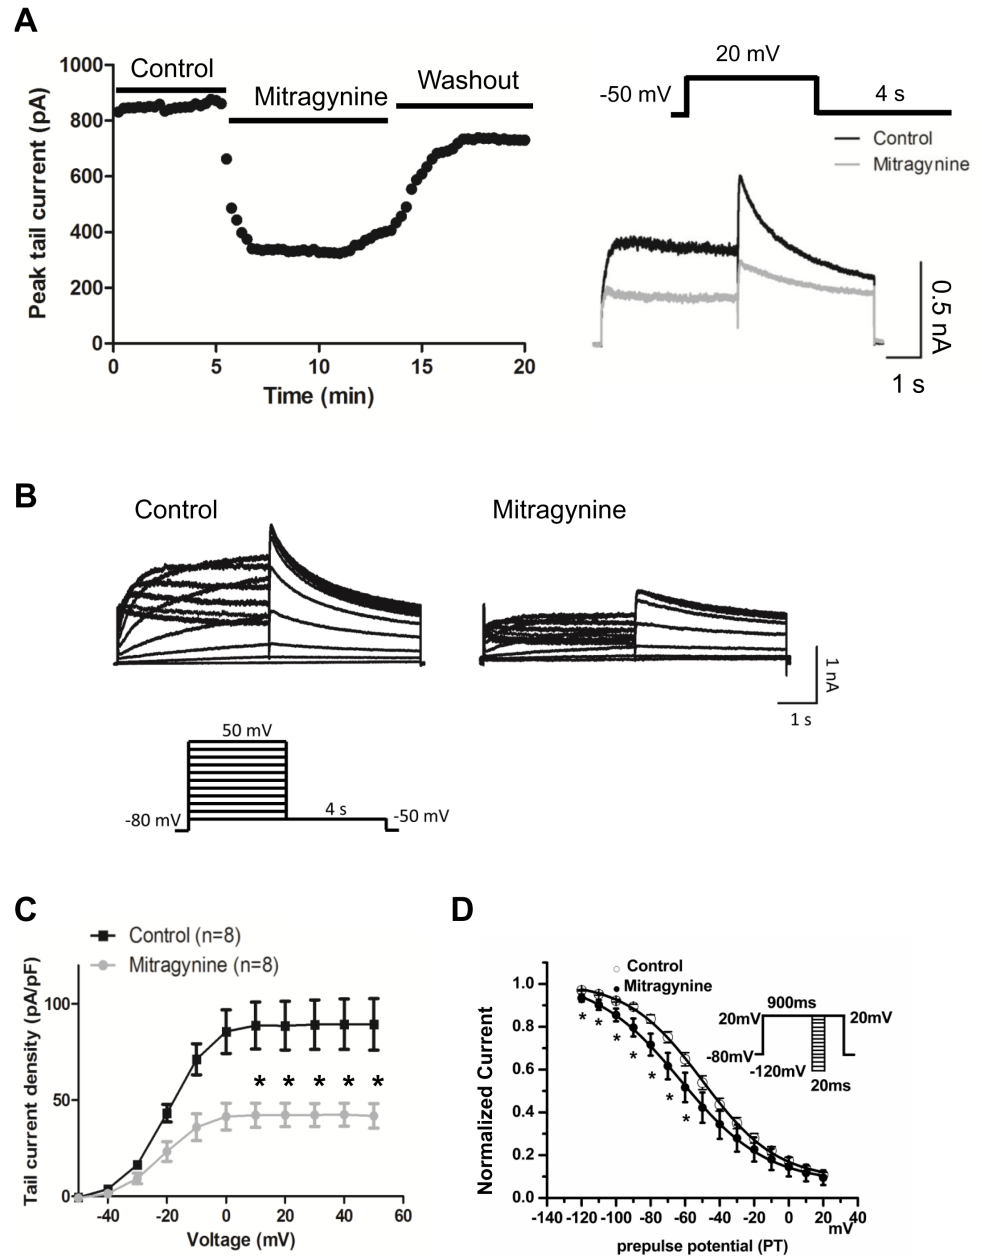 A
Control
Mitragynine
Washout
1000
800
600
400
200
0
Peak tail current (pA)
0 5 10 15 20
Time (min)
20 mV
-50 mV
4 s
Control
Mitragynine
0.5 nA
1 s
B
Control
Mitragynine
1 nA
1 s
50 mV
-80 mV
4 s
-50 mV
C
Control (n=8)
Mitragynine (n=8)
Tail current density (pA/pF)
100
50
0
* * * * *
-40 -20 0 20 40 60
Voltage (mV)
D
Control
Mitragynine
Normalized Current
1.0
0.8
0.6
0.4
0.2
0.0
* * * * * * *
900ms
20mV
20mV
-80mV
-120mV
20ms
-140 -120 -100 -80 -60 -40 -20 0 20 40
mV
prepulse potential (PT)